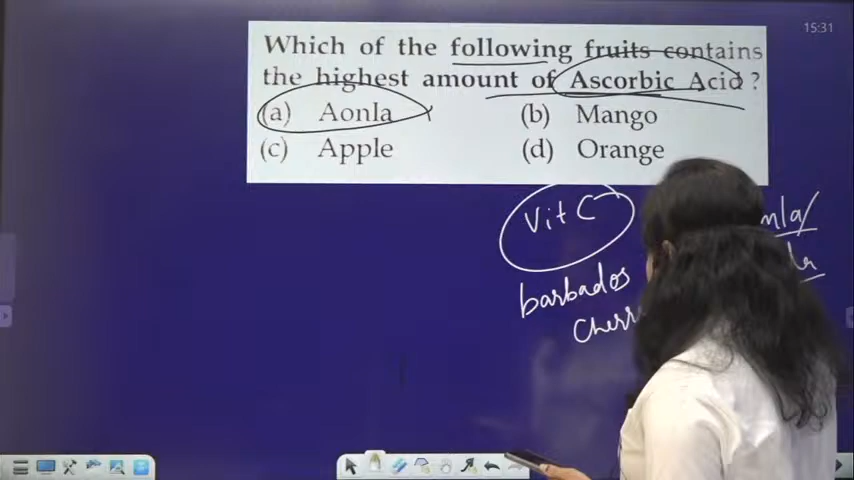 15:31
Which of the following fruits contains
the highest amount of Ascorbic Acid ?
(a) Aonla (b) Mango
(c) Apple (d) Orange
Vit C
barbados